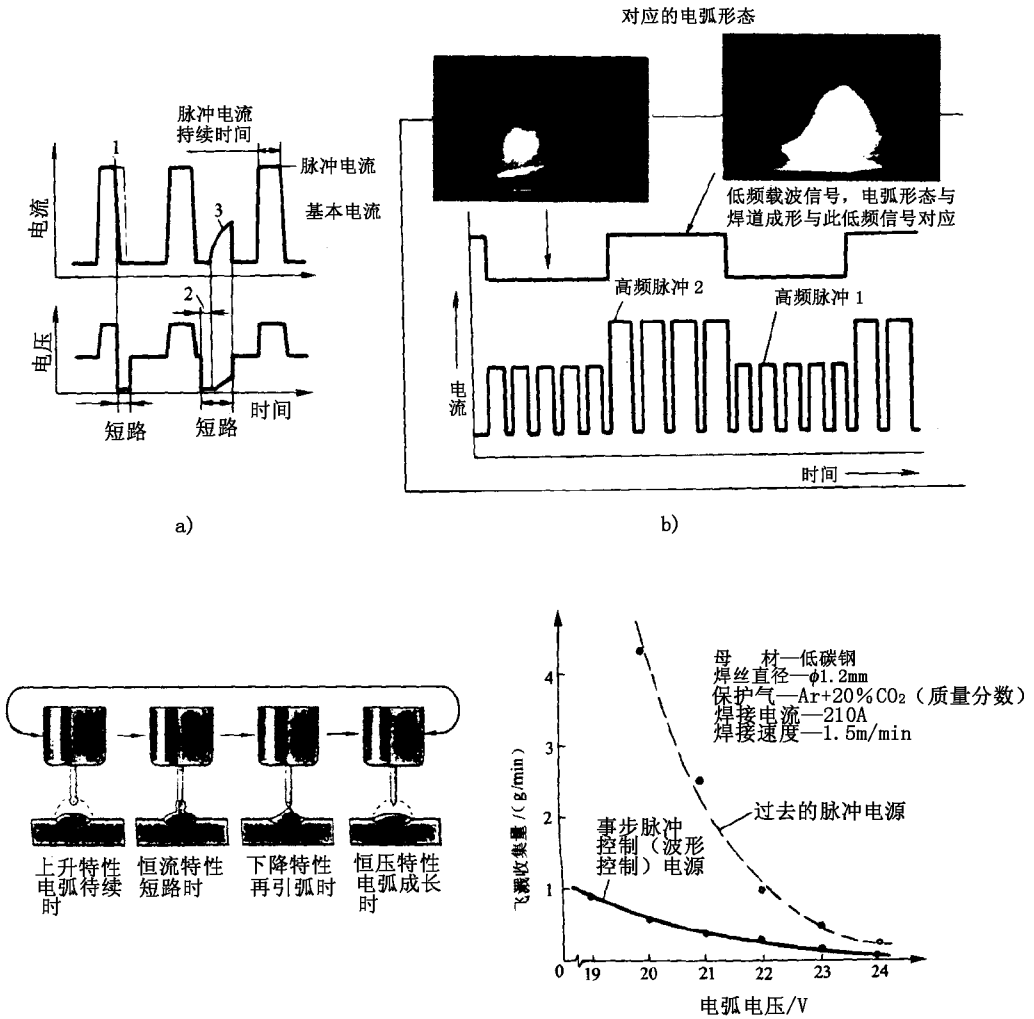 对应的电弧形态
脉冲电流
持续时间
1
脉冲电流
基本电流
3
电流
2
电压
时间
短路
短路
a)
低频载波信号，电弧形态与
焊道成形与此低频信号对应
高频脉冲2
高频脉冲1
电流
时间
b)
上升特性
电弧待续
时
恒流特性
短路时
下降特性
再引弧时
恒压特性
电弧成长
时
母 材—低碳钢
焊丝直径—ϕ1.2mm
保护气—Ar+20%CO₂（质量分数）
焊接电流—210A
焊接速度—1.5m/min
过去的脉冲电源
事步脉冲
控制（波形
控制）电源
飞溅收集量/(g/min)
4
3
2
1
0
19
20
21
22
23
24
电弧电压/V